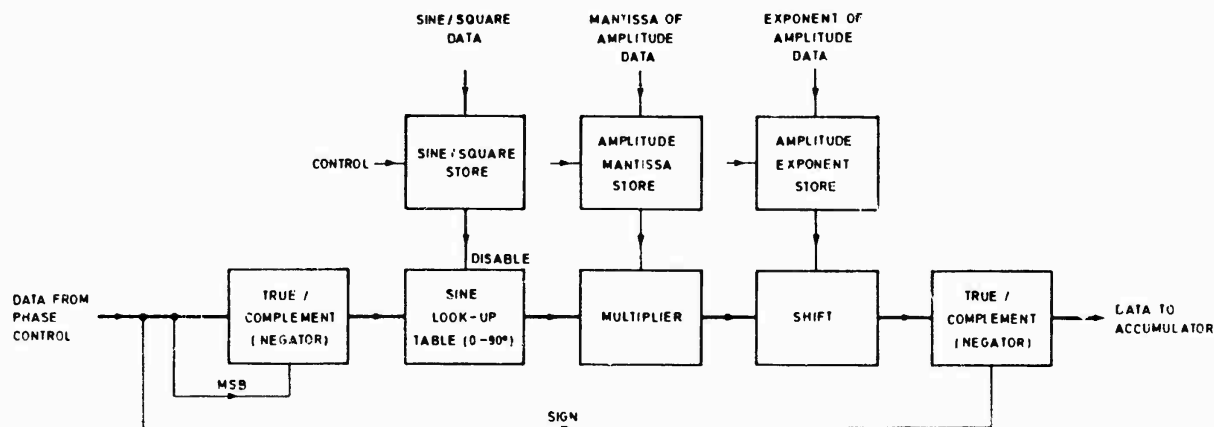 SINE/SQUARE
DATA
MANTISSA OF
AMPLITUDE
DATA
EXPONENT OF
AMPLITUDE
DATA
CONTROL
SINE/SQUARE
STORE
AMPLITUDE
MANTISSA
STORE
AMPLITUDE
EXPONENT
STORE
DISABLE
DATA FROM
PHASE
CONTROL
TRUE /
COMPLEMENT
(NEGATOR)
SINE
LOOK-UP
TABLE (0-90°)
MULTIPLIER
SHIFT
TRUE /
COMPLEMENT
(NEGATOR)
DATA TO
ACCUMULATOR
MSB
SIGN